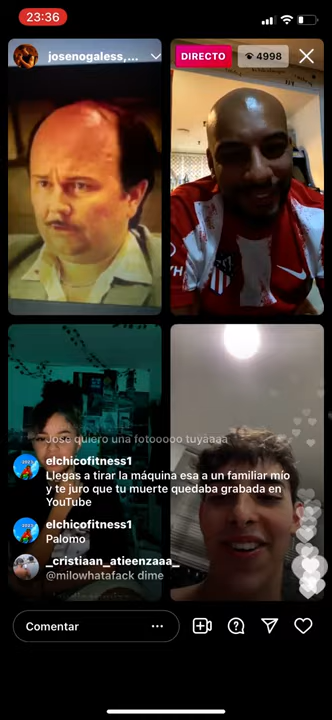 23:36
josenogaless,...
DIRECTO
4998
José quiero una fotooooo tuyaaaa
elchicofitness1
Llegas a tirar la máquina esa a un familiar mío
y te juro que tu muerte quedaba grabada en
YouTube
elchicofitness1
Palomo
_cristiaan_atieenzaaa_
@milowhatafack dime
Comentar